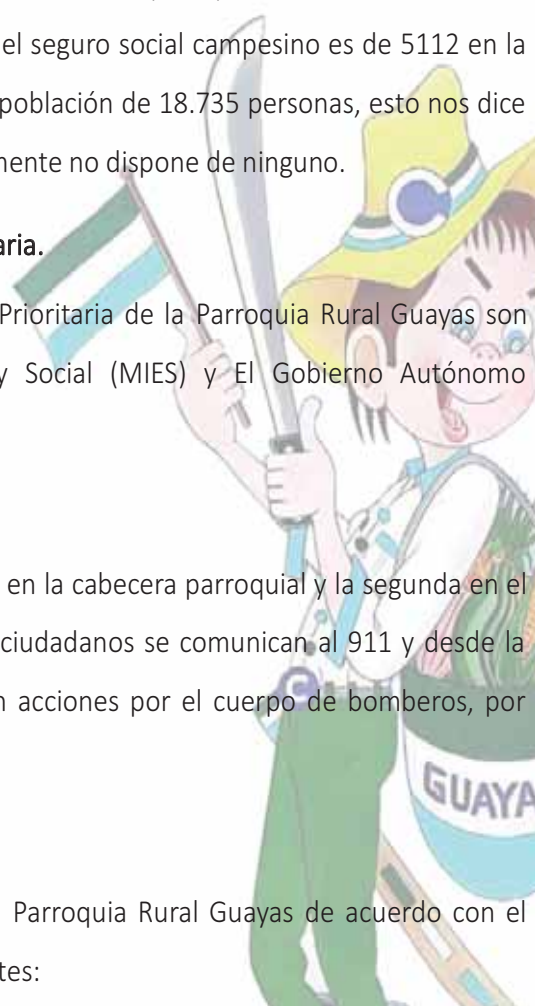 el seguro social campesino es de 5112 en la
población de 18.735 personas, esto nos dice
mente no dispone de ninguno.
aria.
Prioritaria de la Parroquia Rural Guayas son
y Social (MIES) y El Gobierno Autónomo
en la cabecera parroquial y la segunda en el
ciudadanos se comunican al 911 y desde la
n acciones por el cuerpo de bomberos, por
GUAYA
Parroquia Rural Guayas de acuerdo con el
tes: